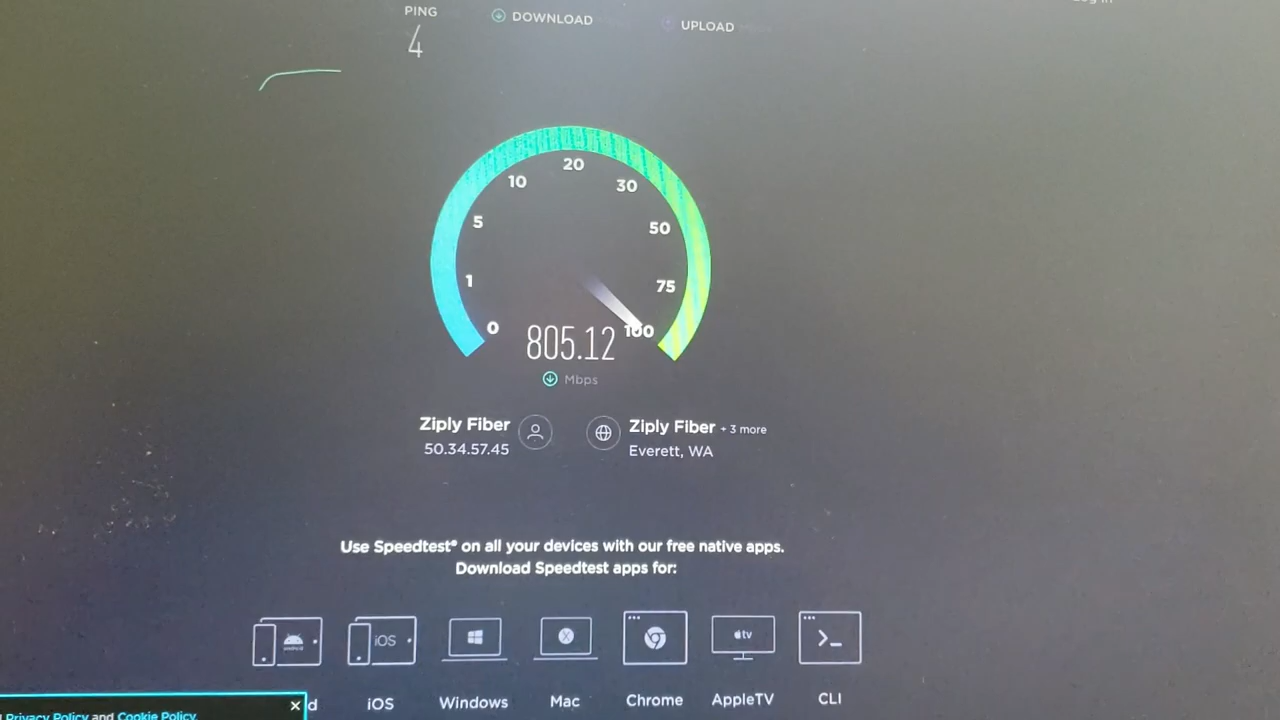 PING
DOWNLOAD
UPLOAD
4
20
10
30
5
50
1
75
0
100
805.12
Mbps
Ziply Fiber
50.34.57.45
Ziply Fiber + 3 more
Everett, WA
Use Speedtest® on all your devices with our free native apps.
Download Speedtest apps for:
android
iOS
tv
d
iOS
Windows
Mac
Chrome
AppleTV
CLI
Privacy Policy and Cookie Policy.